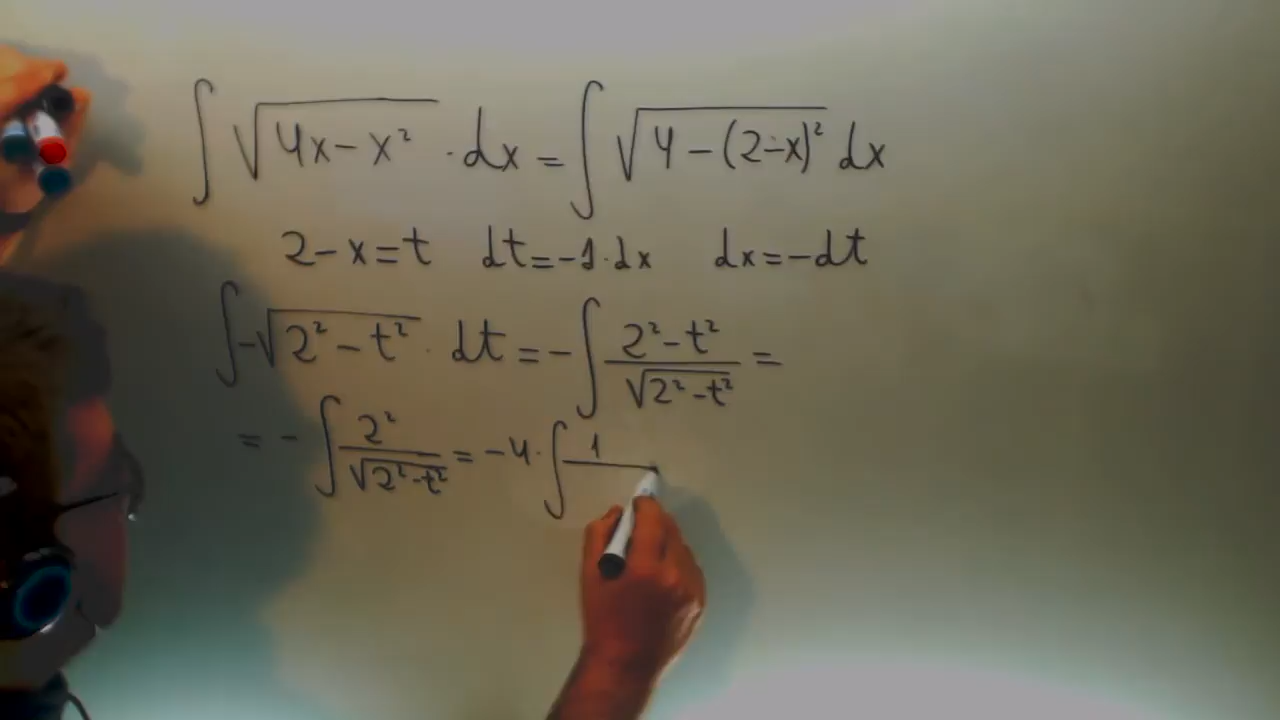 ∫ √(4x-x²) · dx = ∫ √(4-(2-x)²) dx
2-x=t dt=-1·dx dx=-dt
∫ -√(2²-t²) · dt = - ∫ (2²-t²)/√(2²-t²) =
= - ∫ 2²/√(2²-t²) = -4 · ∫ 1/